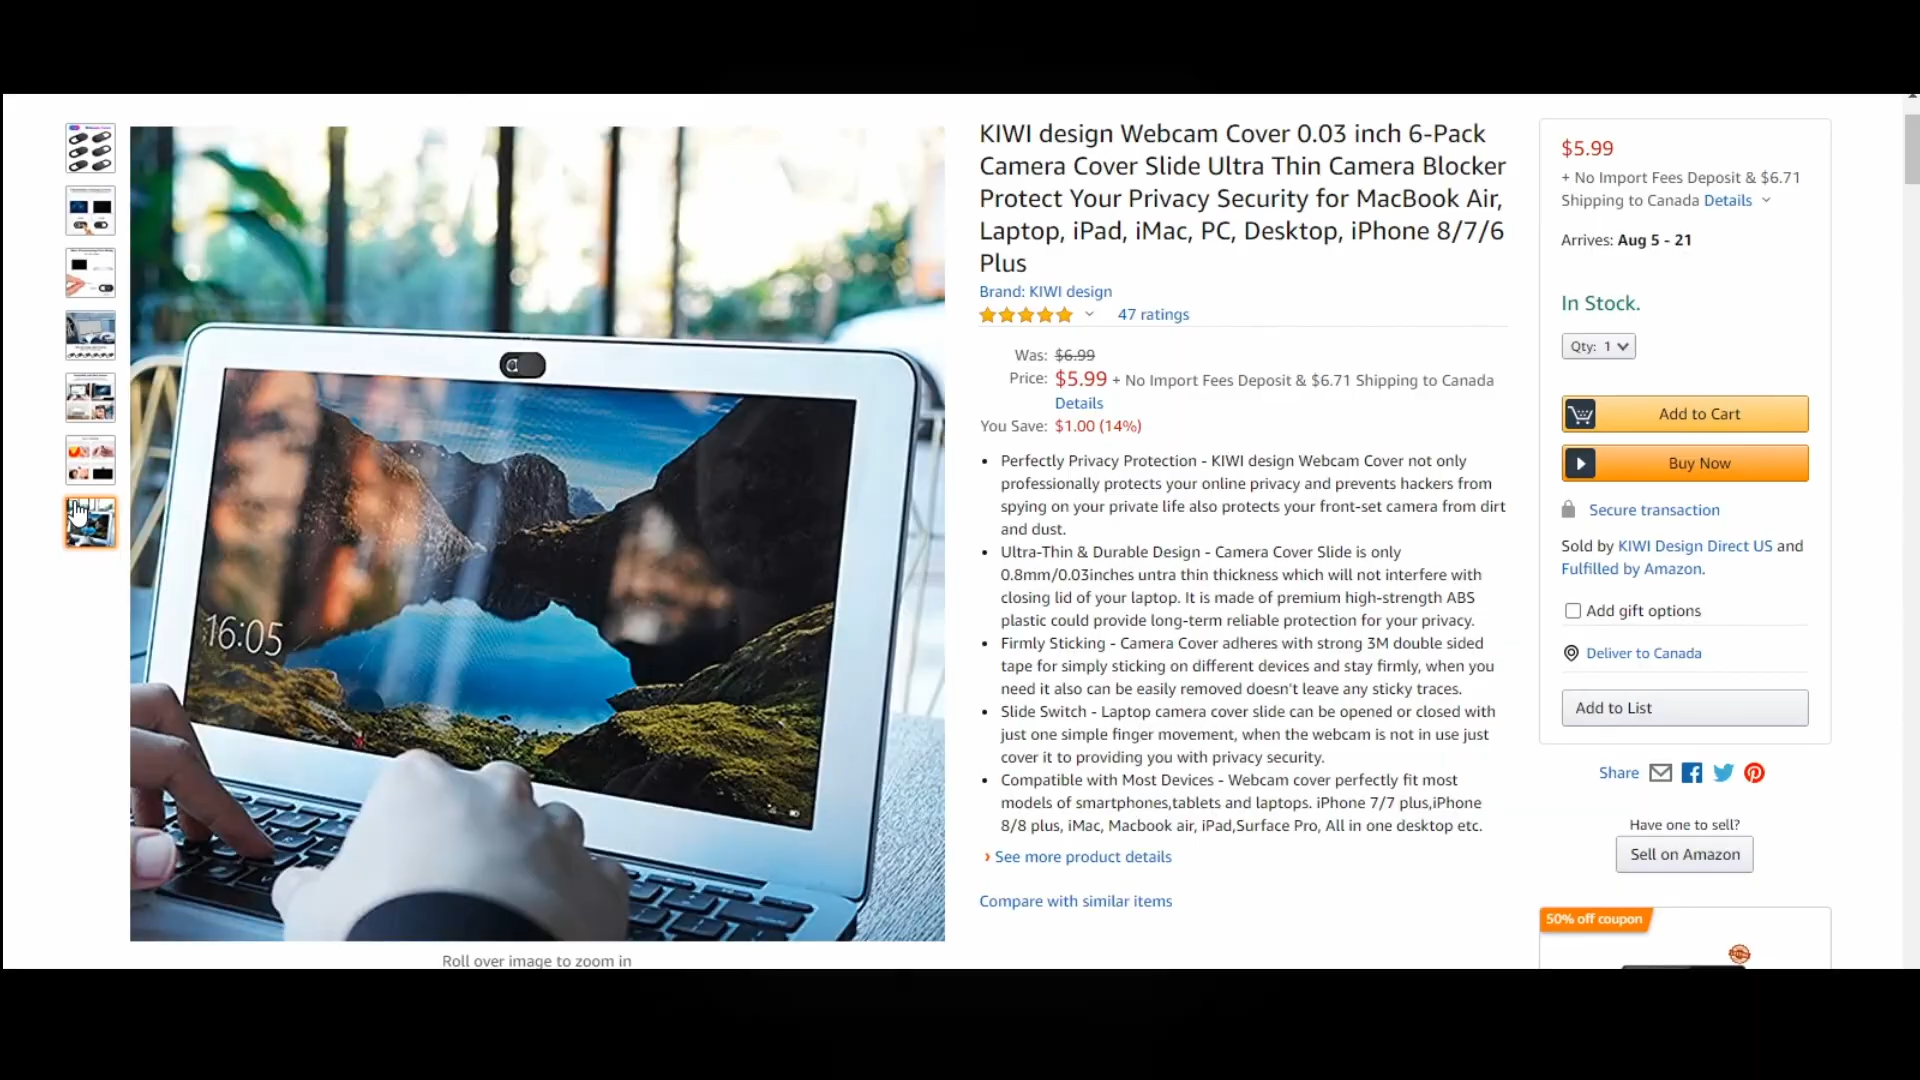 KIWI design Webcam Cover 0.03 inch 6-Pack
Camera Cover Slide Ultra Thin Camera Blocker
Protect Your Privacy Security for MacBook Air,
Laptop, iPad, iMac, PC, Desktop, iPhone 8/7/6
Plus
Brand: KIWI design
47 ratings
Was: $6.99
Price: $5.99 + No Import Fees Deposit & $6.71 Shipping to Canada
Details
You Save: $1.00 (14%)
Perfectly Privacy Protection - KIWI design Webcam Cover not only
professionally protects your online privacy and prevents hackers from
spying on your private life also protects your front-set camera from dirt
and dust.
Ultra-Thin & Durable Design - Camera Cover Slide is only
0.8mm/0.03inches untra thin thickness which will not interfere with
closing lid of your laptop. It is made of premium high-strength ABS
plastic could provide long-term reliable protection for your privacy.
Firmly Sticking - Camera Cover adheres with strong 3M double sided
tape for simply sticking on different devices and stay firmly, when you
need it also can be easily removed doesn't leave any sticky traces.
Slide Switch - Laptop camera cover slide can be opened or closed with
just one simple finger movement, when the webcam is not in use just
cover it to providing you with privacy security.
Compatible with Most Devices - Webcam cover perfectly fit most
models of smartphones,tablets and laptops. iPhone 7/7 plus,iPhone
8/8 plus, iMac, Macbook air, iPad,Surface Pro, All in one desktop etc.
› See more product details
Compare with similar items
16:05
Roll over image to zoom in
$5.99
+ No Import Fees Deposit & $6.71
Shipping to Canada Details
Arrives: Aug 5 - 21
In Stock.
Qty: 1
Add to Cart
Buy Now
Secure transaction
Sold by KIWI Design Direct US and
Fulfilled by Amazon.
Add gift options
Deliver to Canada
Add to List
Share
Have one to sell?
Sell on Amazon
50% off coupon